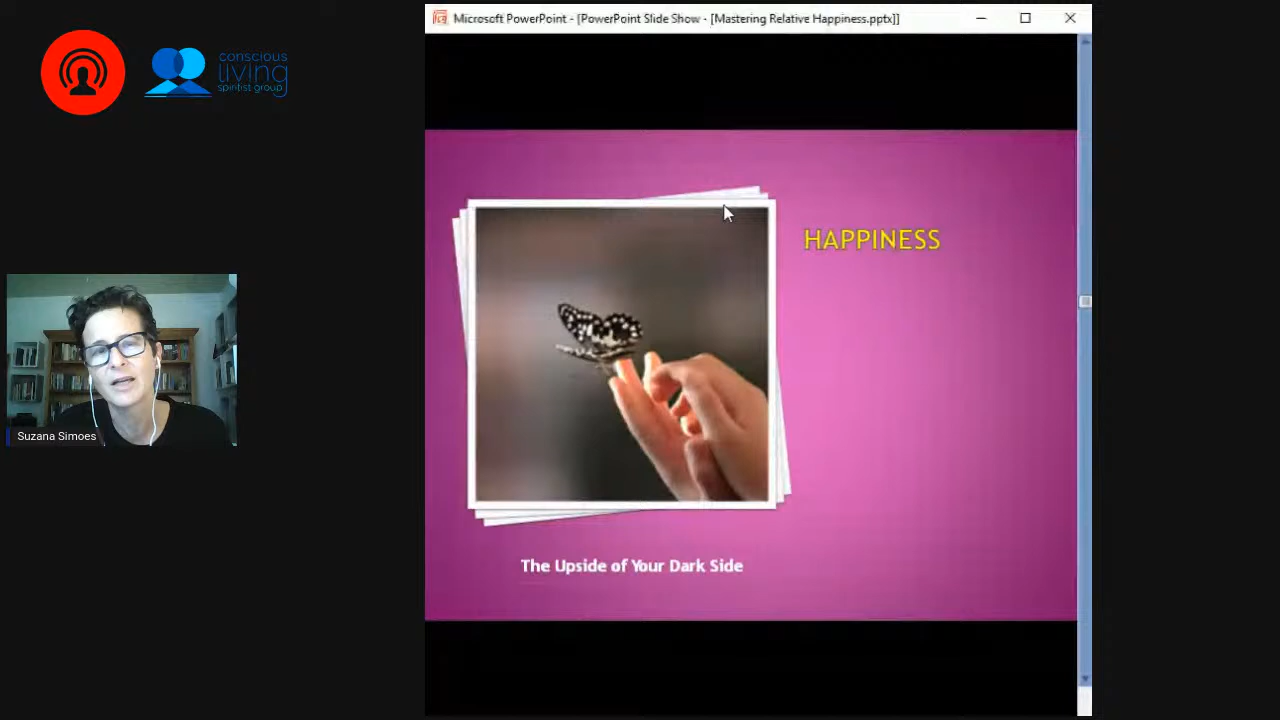 Microsoft PowerPoint - [PowerPoint Slide Show - [Mastering Relative Happiness.pptx]]
conscious
living
spiritist group
HAPPINESS
Suzana Simoes
The Upside of Your Dark Side